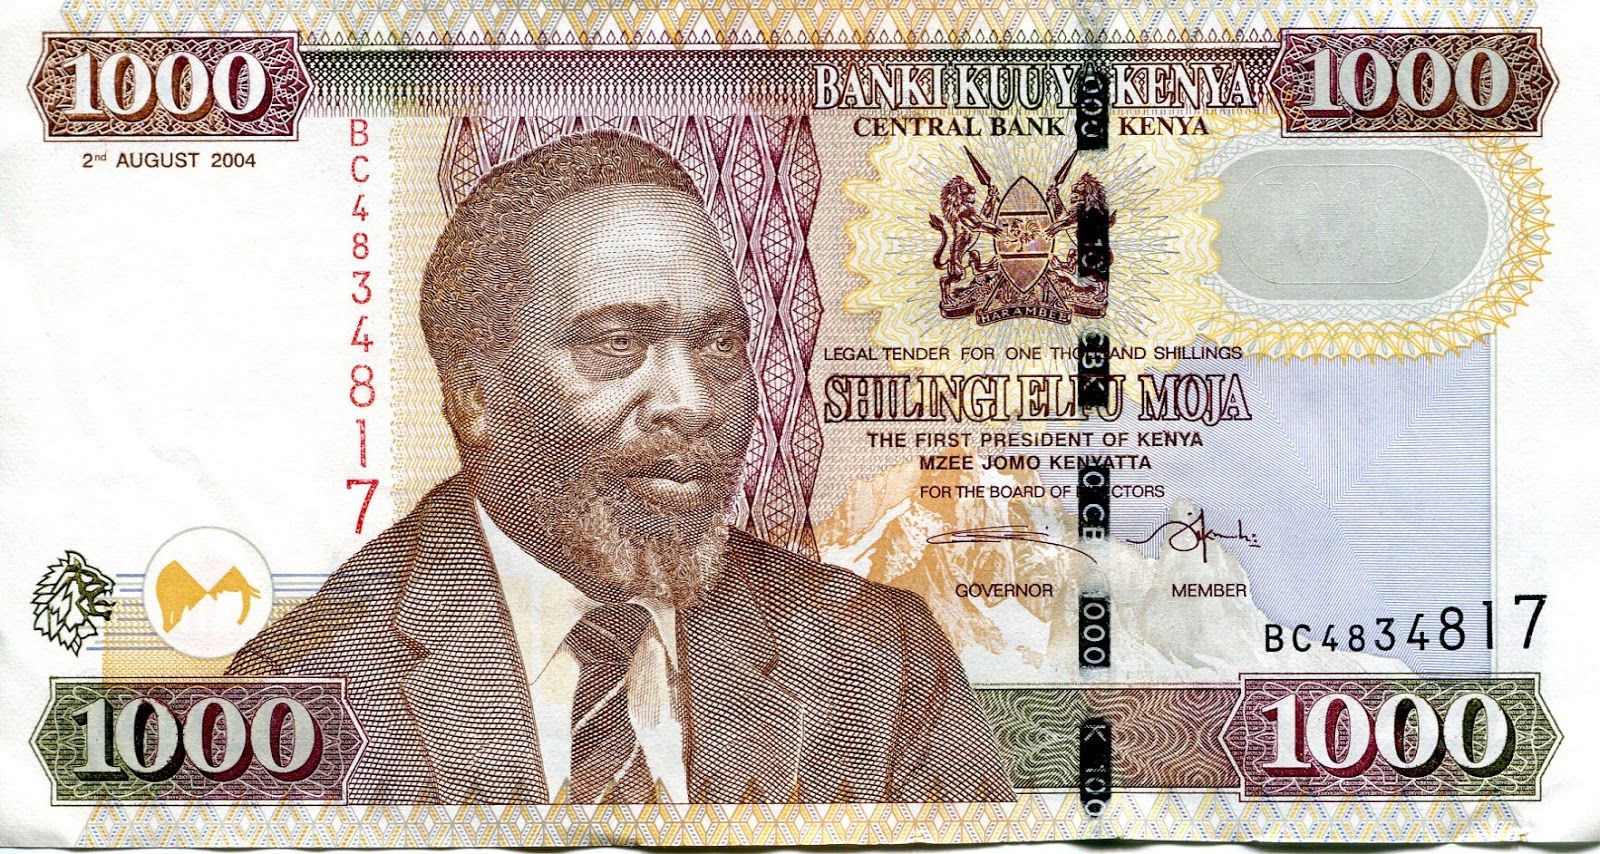 1000
BANKI KUU YA KENYA
1000
CENTRAL BANK KENYA
2nd AUGUST 2004
BC4834817
HARAMBEE
LEGAL TENDER FOR ONE THOUSAND SHILLINGS
SHILINGI ELFU MOJA
THE FIRST PRESIDENT OF KENYA
MZEE JOMO KENYATTA
FOR THE BOARD OF DIRECTORS
GOVERNOR MEMBER
BC4834817
1000
1000